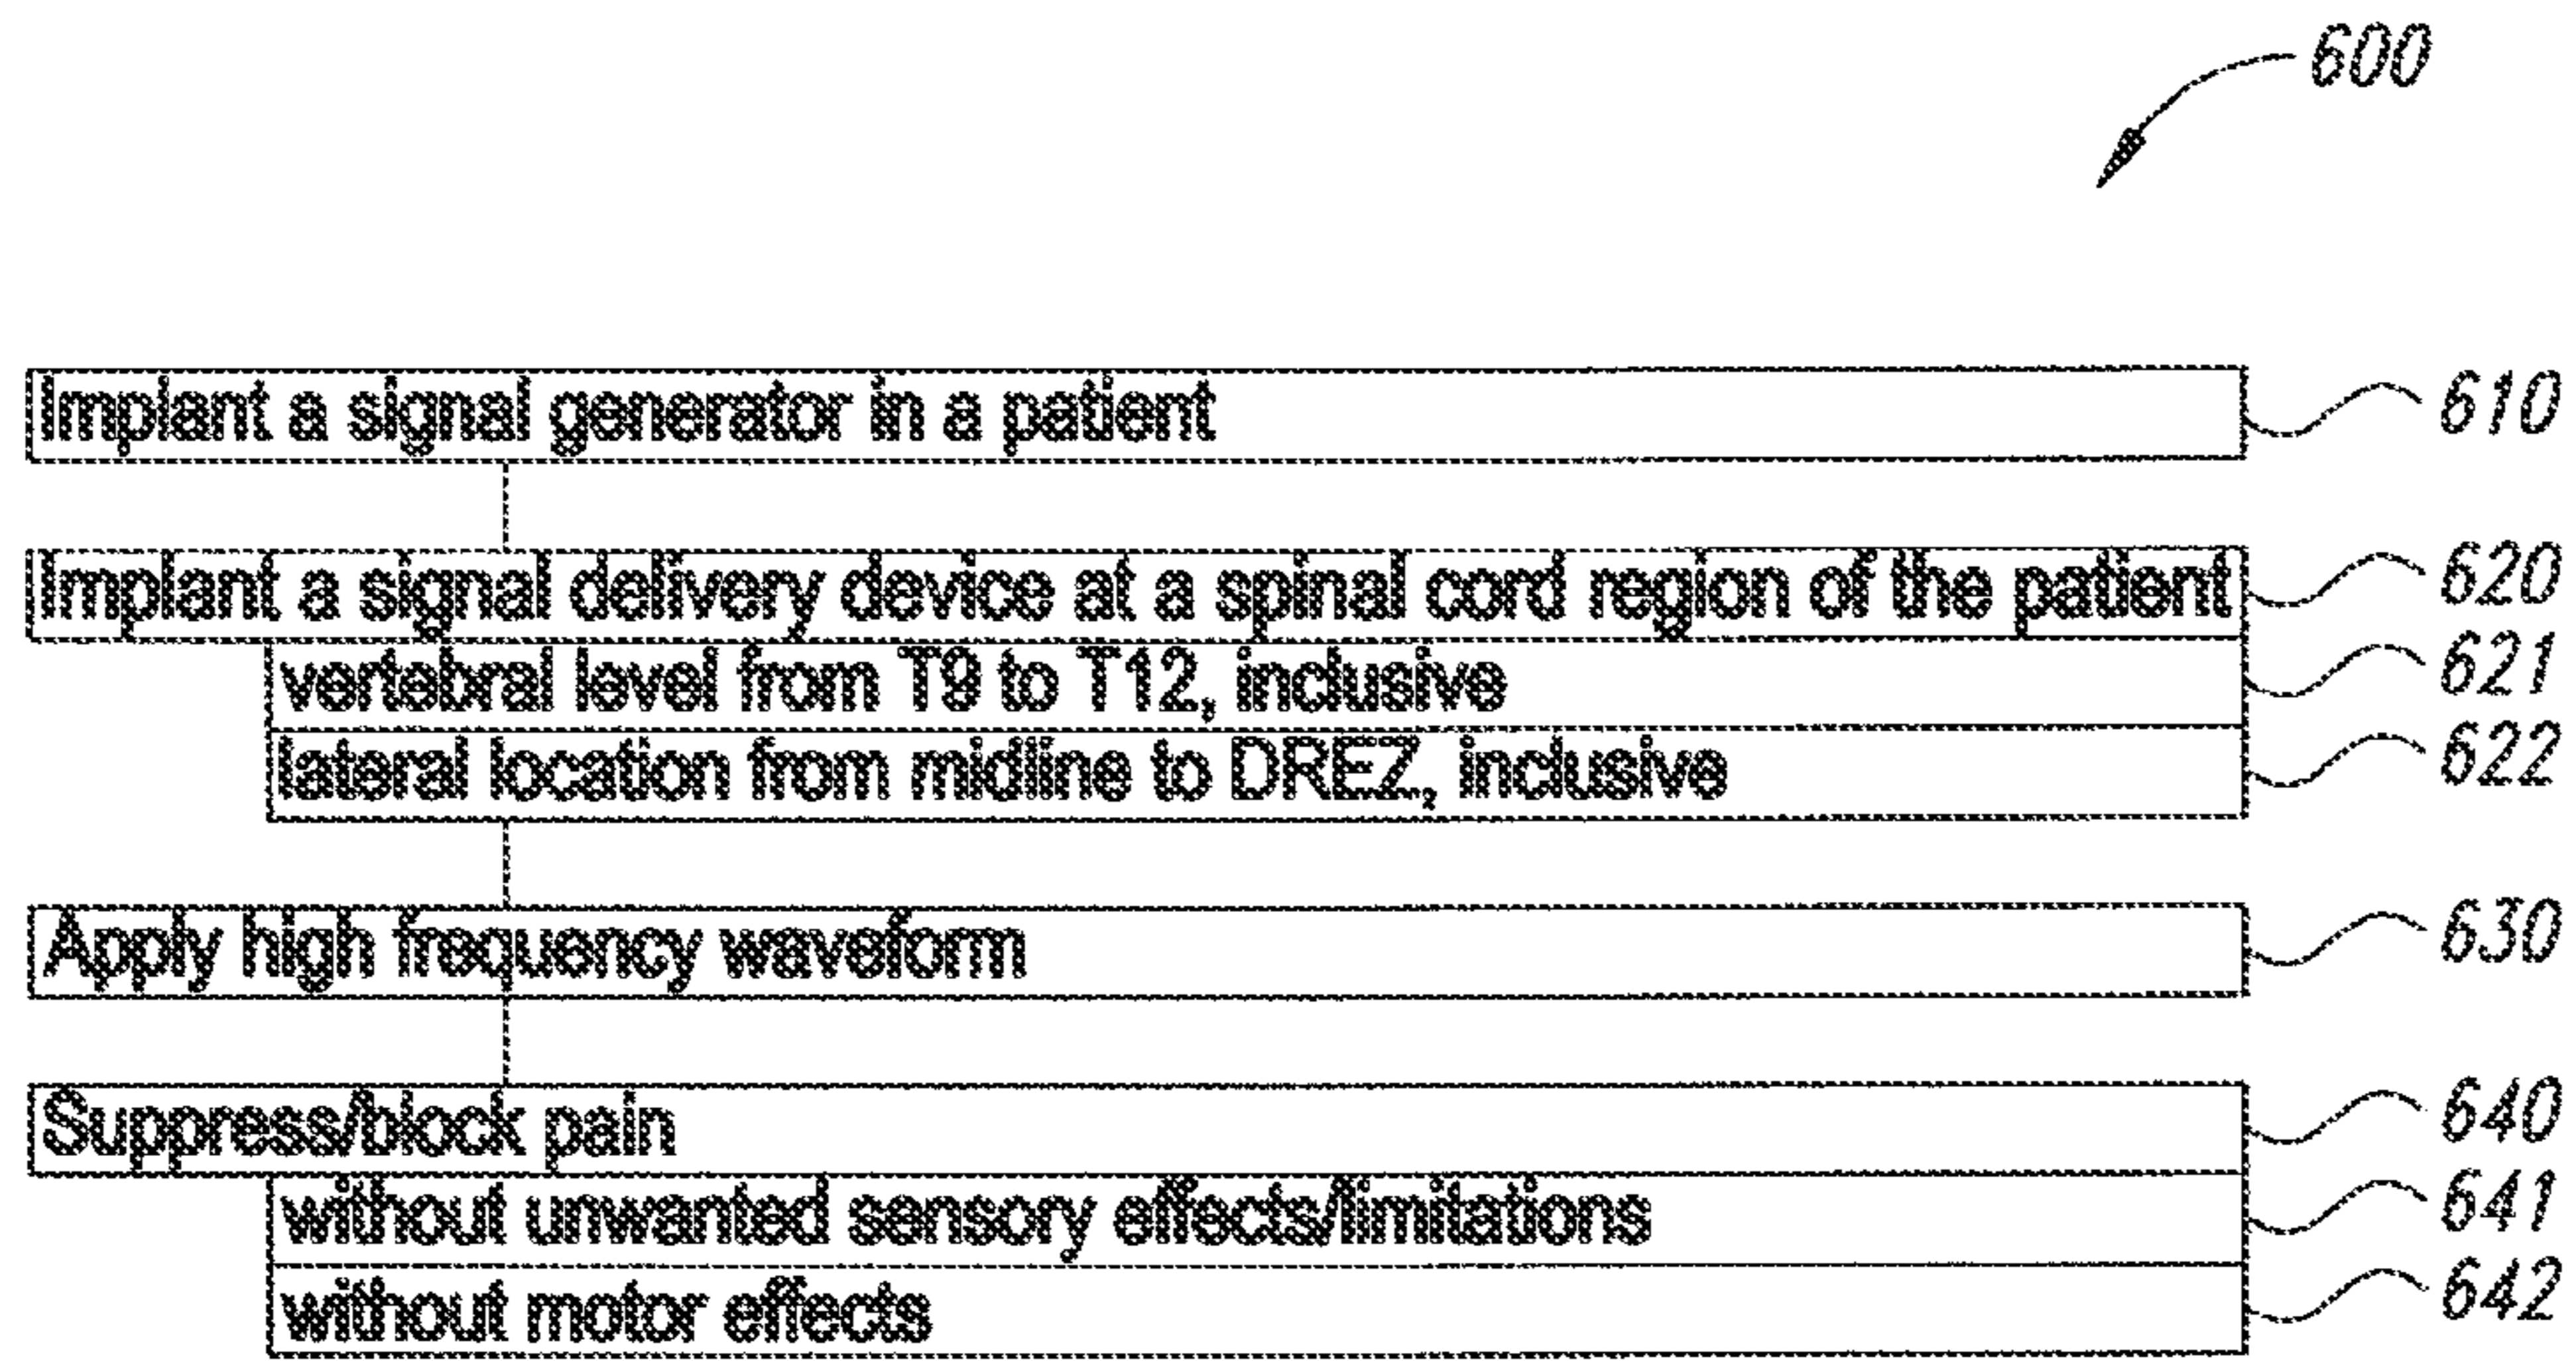 600
Implant a signal generator in a patient 610
Implant a signal delivery device at a spinal cord region of the patient 620
vertebral level from T9 to T12, inclusive 621
lateral location from midline to DREZ, inclusive 622
Apply high frequency waveform 630
Suppress/block pain 640
without unwanted sensory effects/limitations 641
without motor effects 642